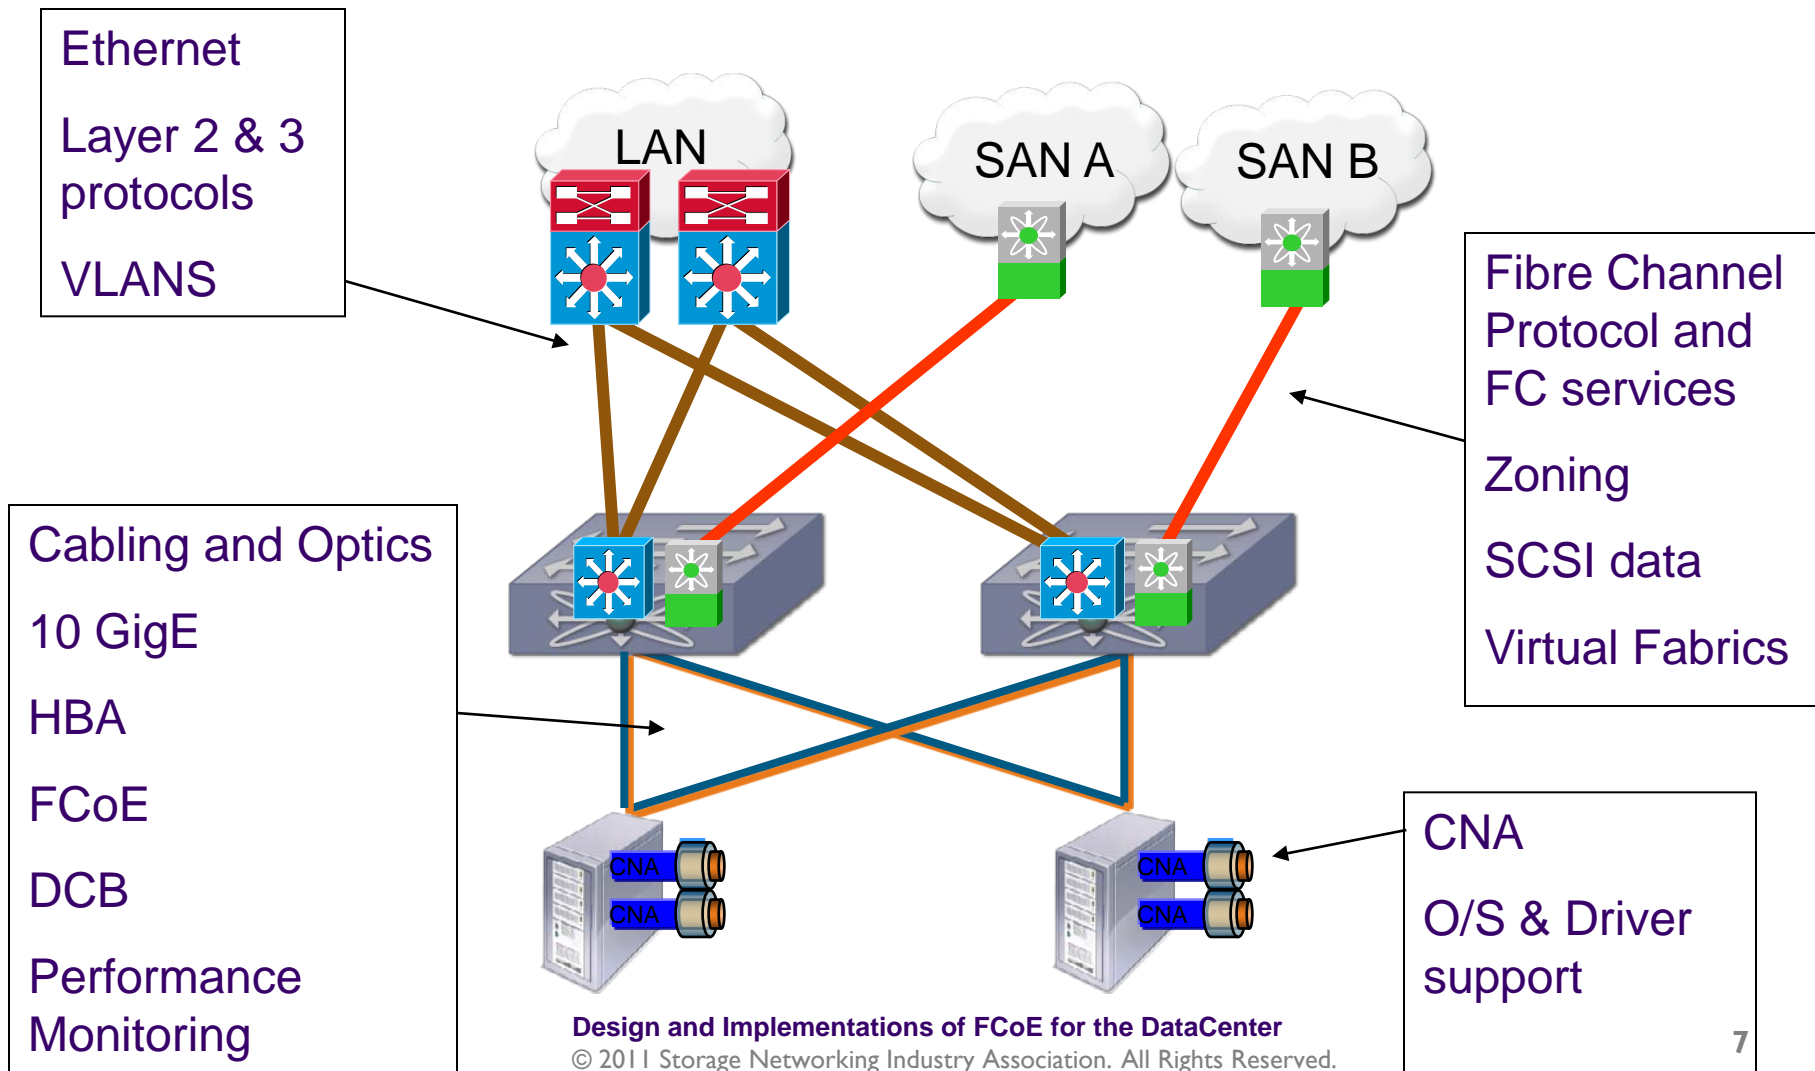 Ethernet
Layer 2 & 3
protocols
VLANS
LAN
SAN A
SAN B
Fibre Channel
Protocol and
FC services
Zoning
SCSI data
Virtual Fabrics
Cabling and Optics
10 GigE
HBA
FCoE
DCB
Performance
Monitoring
CNA
CNA
CNA
CNA
CNA
O/S & Driver
support
Design and Implementations of FCoE for the DataCenter
© 2011 Storage Networking Industry Association. All Rights Reserved.
7